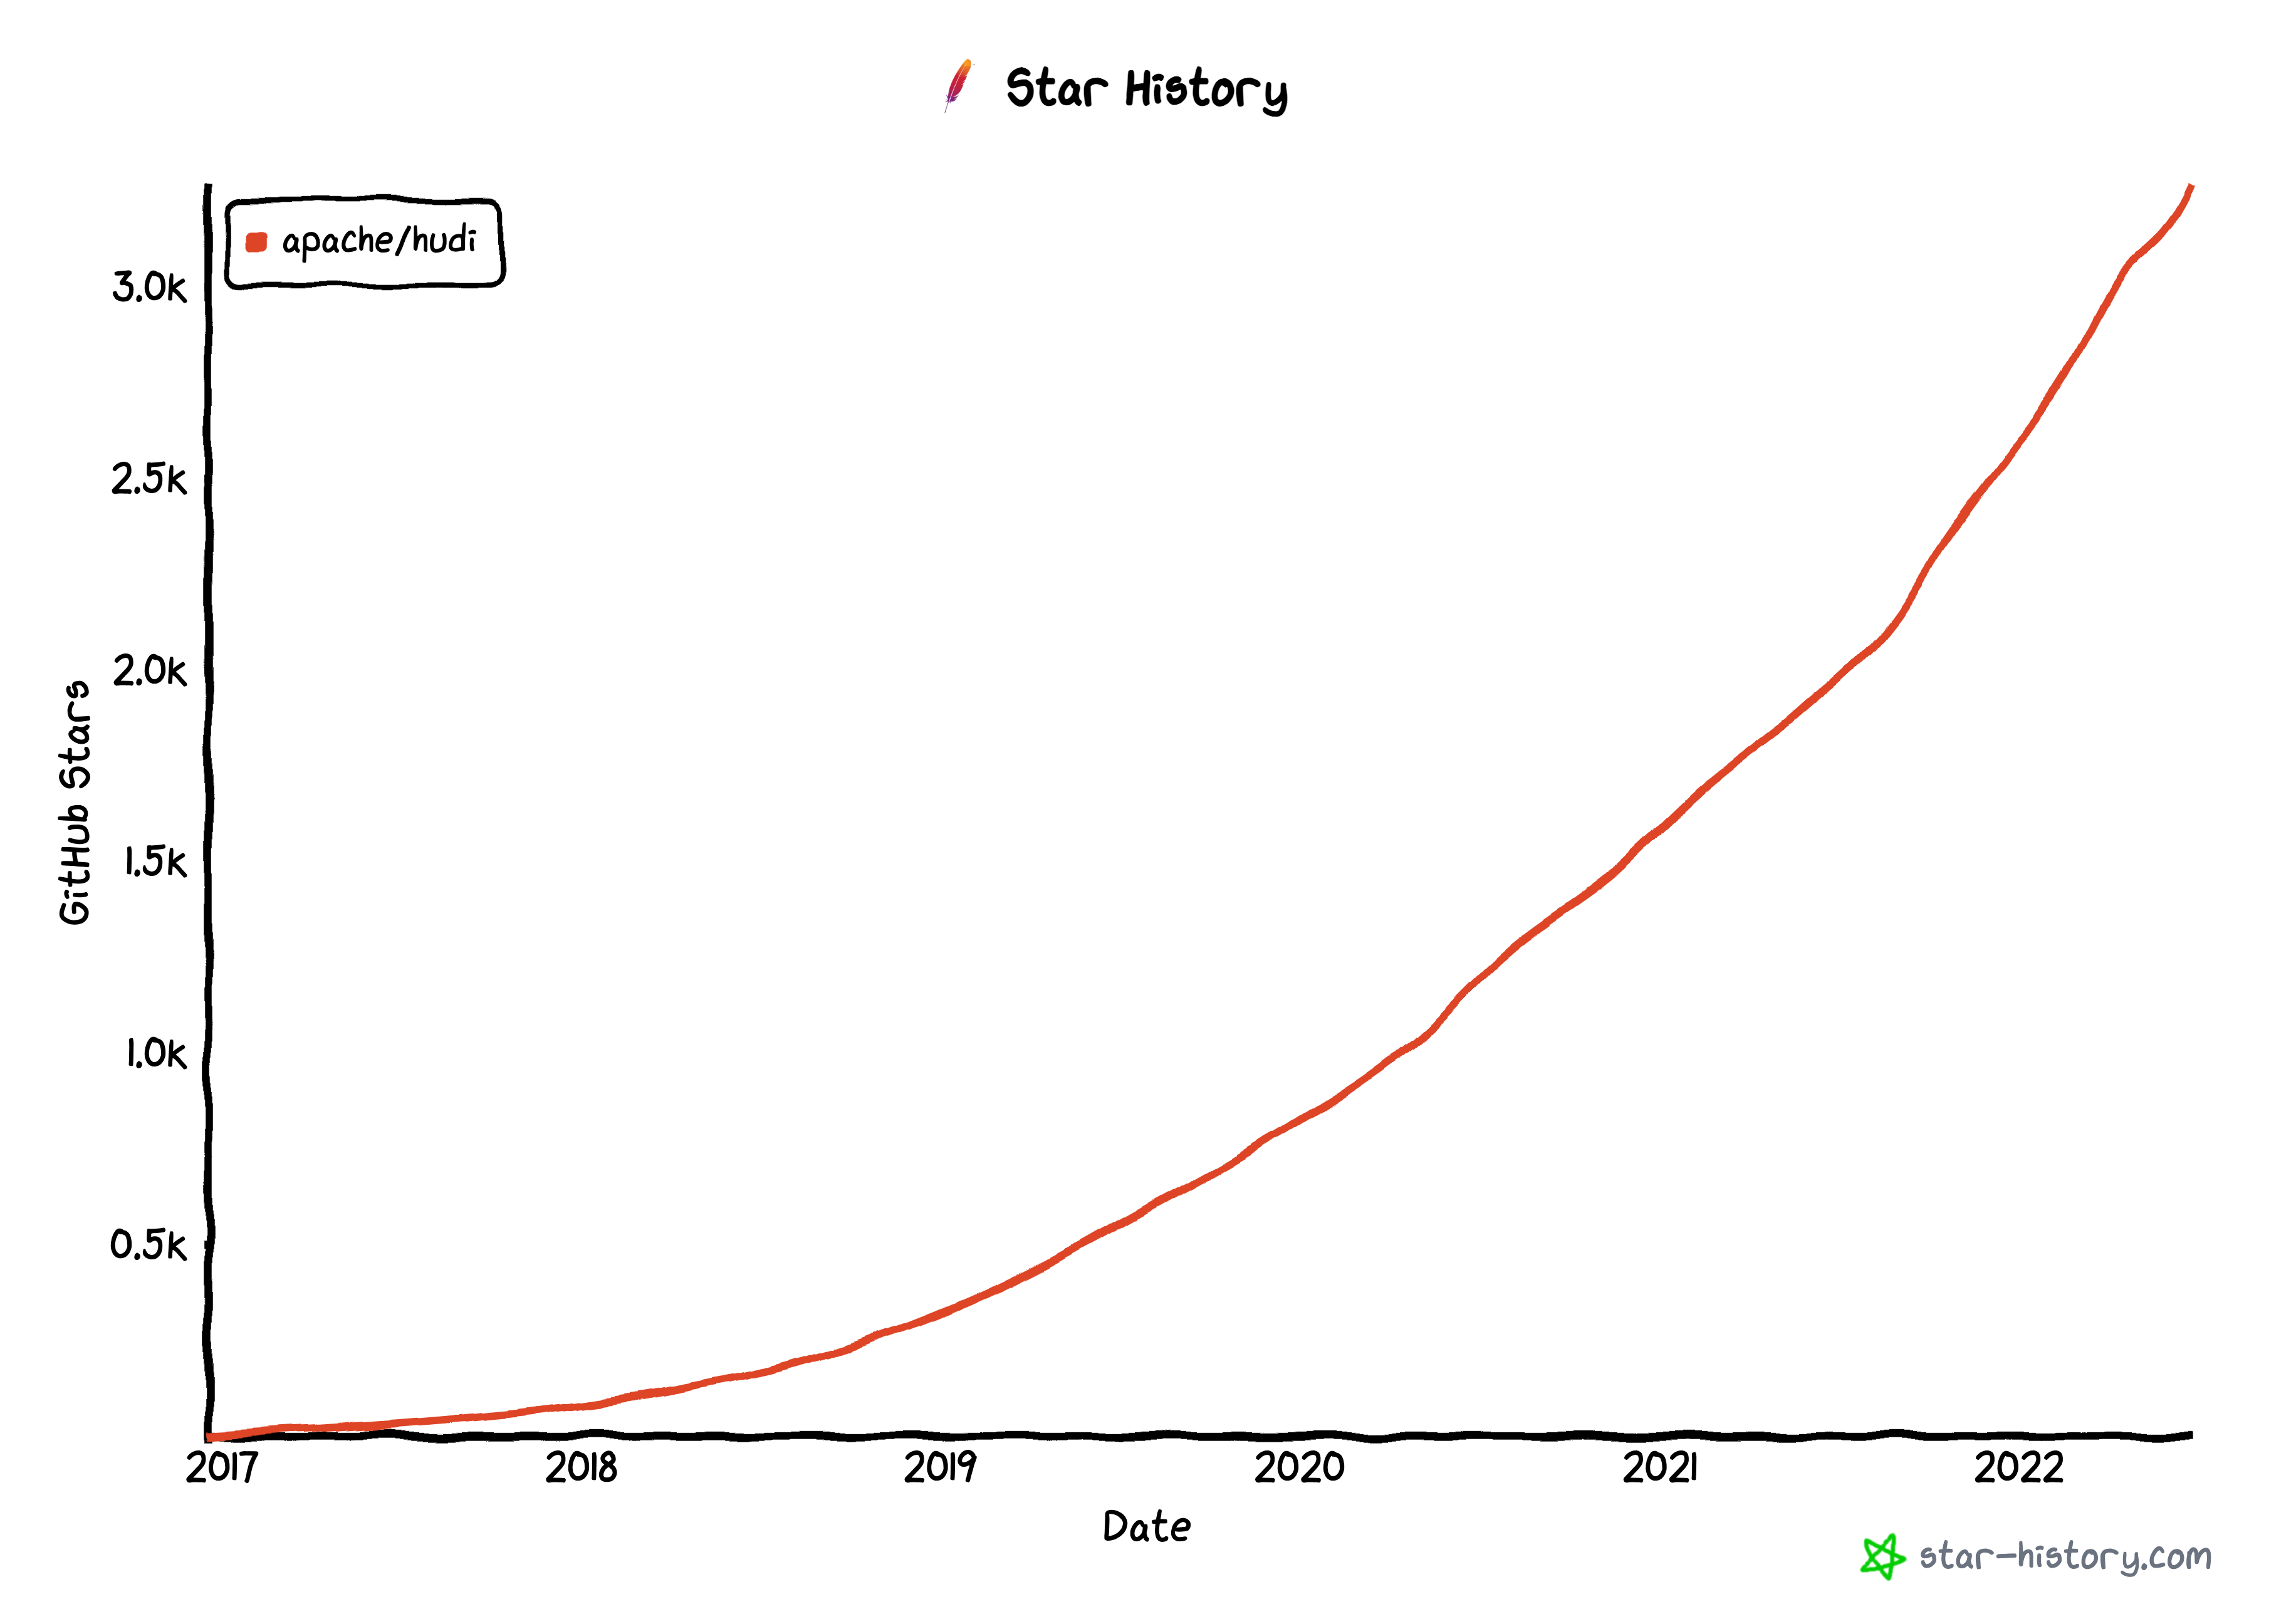 Star History
apache/hudi
3.0K
2.5K
2.0K
1.5K
1.0K
0.5K
GitHub Stars
2017 2018 2019 2020 2021 2022
Date
star-history.com